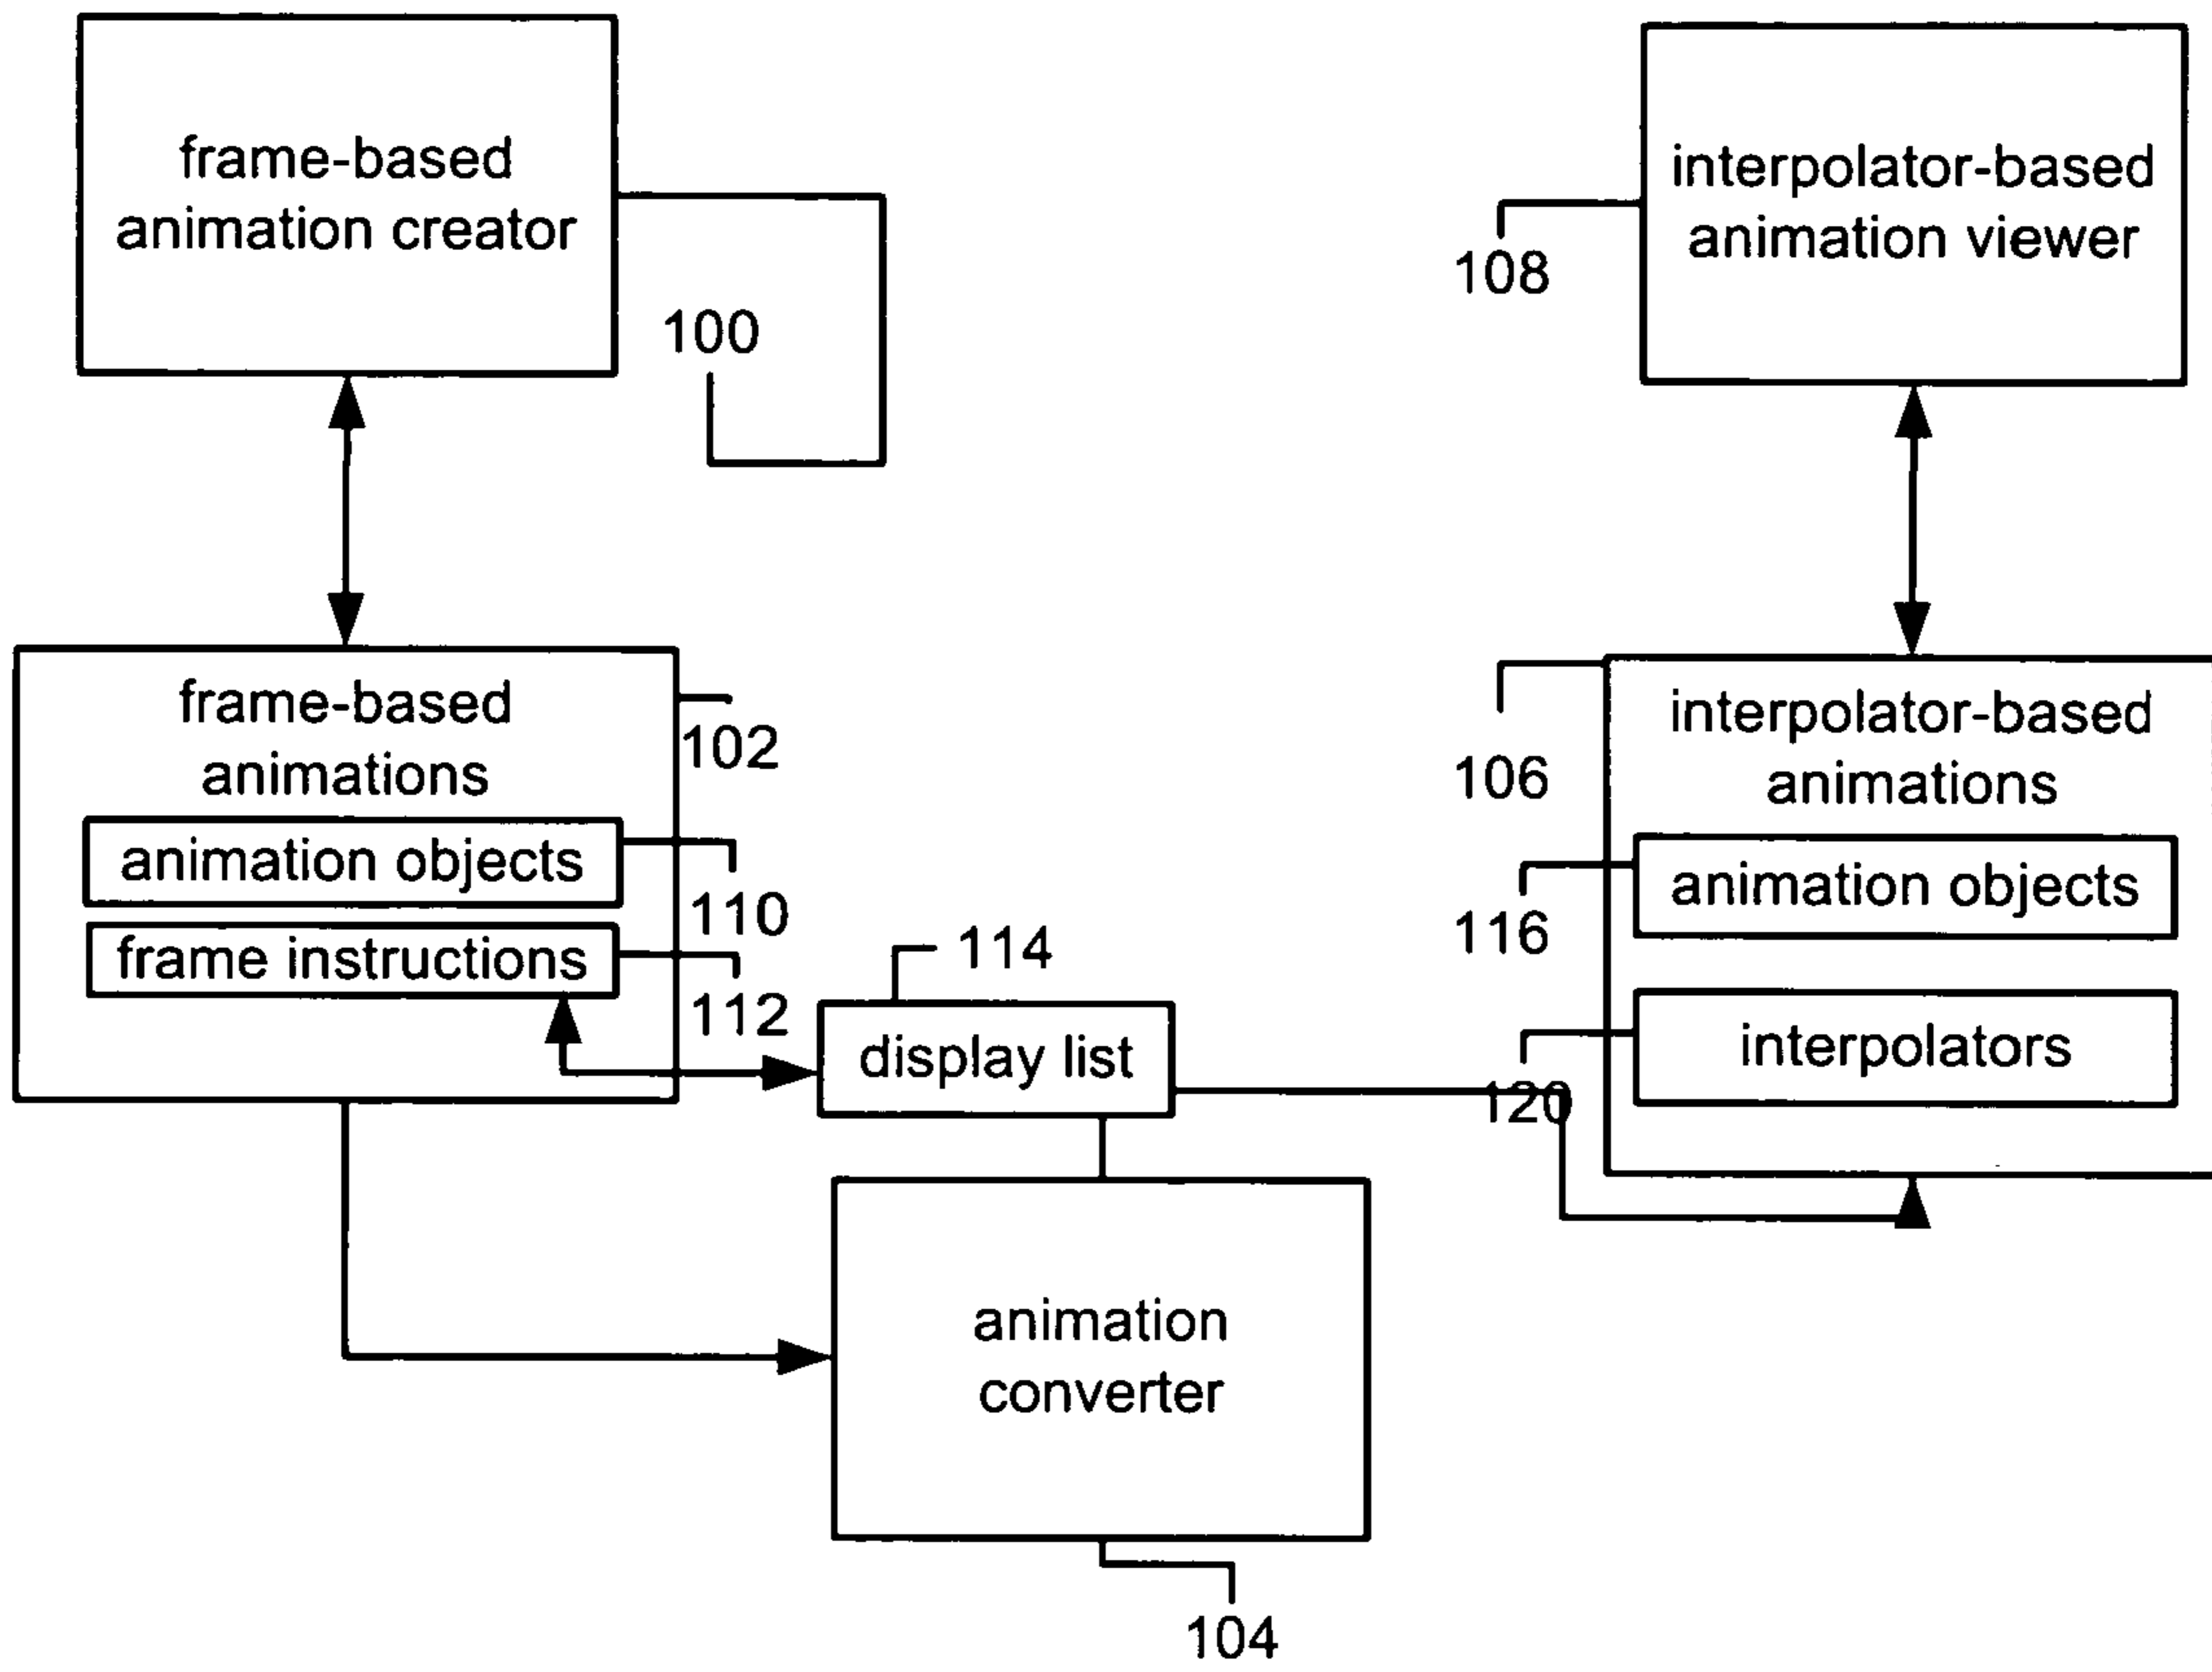 frame-based
animation creator
100
interpolator-based
animation viewer
108
frame-based
animations
102
animation objects
110
frame instructions
112
114
display list
interpolator-based
animations
106
animation objects
116
interpolators
120
animation
converter
104